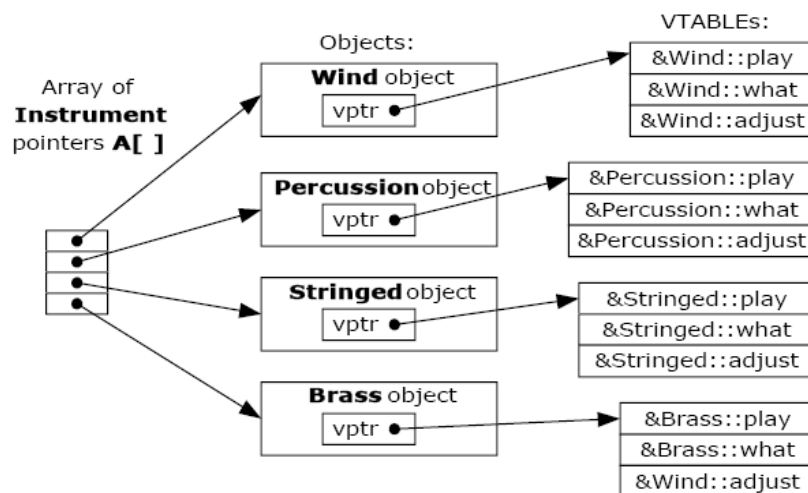 VTABLEs:
Objects:
Array of
Instrument
pointers A[ ]
Wind object
vptr
&Wind::play
&Wind::what
&Wind::adjust
Percussion object
vptr
&Percussion::play
&Percussion::what
&Percussion::adjust
Stringed object
vptr
&Stringed::play
&Stringed::what
&Stringed::adjust
Brass object
vptr
&Brass::play
&Brass::what
&Wind::adjust